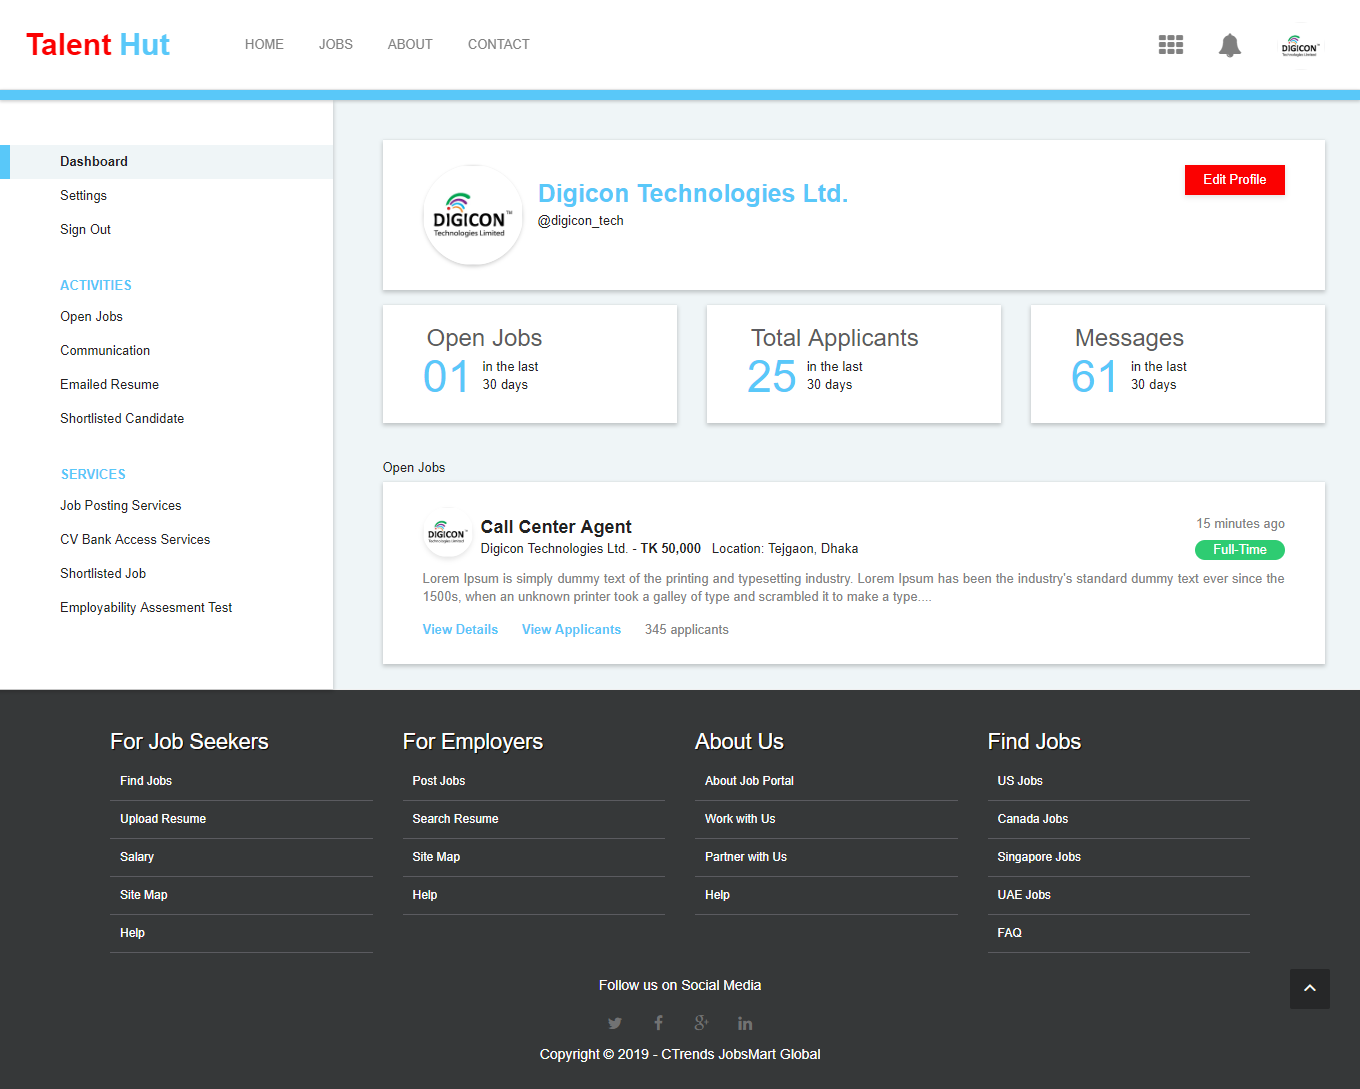 Talent Hut
HOME JOBS ABOUT CONTACT
DIGICON™
Technologies Limited
Dashboard
Settings
Sign Out
ACTIVITIES
Open Jobs
Communication
Emailed Resume
Shortlisted Candidate
SERVICES
Job Posting Services
CV Bank Access Services
Shortlisted Job
Employability Assesment Test
DIGICON™
Technologies Limited
Digicon Technologies Ltd.
@digicon_tech
Edit Profile
Open Jobs
01 in the last
30 days
Total Applicants
25 in the last
30 days
Messages
61 in the last
30 days
Open Jobs
DIGICON™
Technologies Limited
Call Center Agent
Digicon Technologies Ltd. - TK 50,000 Location: Tejgaon, Dhaka
15 minutes ago
Full-Time
Lorem Ipsum is simply dummy text of the printing and typesetting industry. Lorem Ipsum has been the industry's standard dummy text ever since the
1500s, when an unknown printer took a galley of type and scrambled it to make a type....
View Details View Applicants 345 applicants
For Job Seekers
Find Jobs
Upload Resume
Salary
Site Map
Help
For Employers
Post Jobs
Search Resume
Site Map
Help
About Us
About Job Portal
Work with Us
Partner with Us
Help
Find Jobs
US Jobs
Canada Jobs
Singapore Jobs
UAE Jobs
FAQ
Follow us on Social Media
Copyright © 2019 - CTrends JobsMart Global